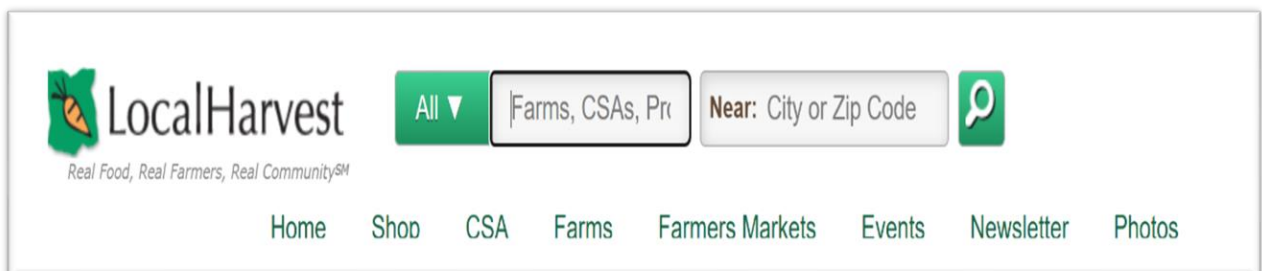 LocalHarvest
Real Food, Real Farmers, Real Community℠
All ▼ Farms, CSAs, Pr Near: City or Zip Code
Home Shop CSA Farms Farmers Markets Events Newsletter Photos